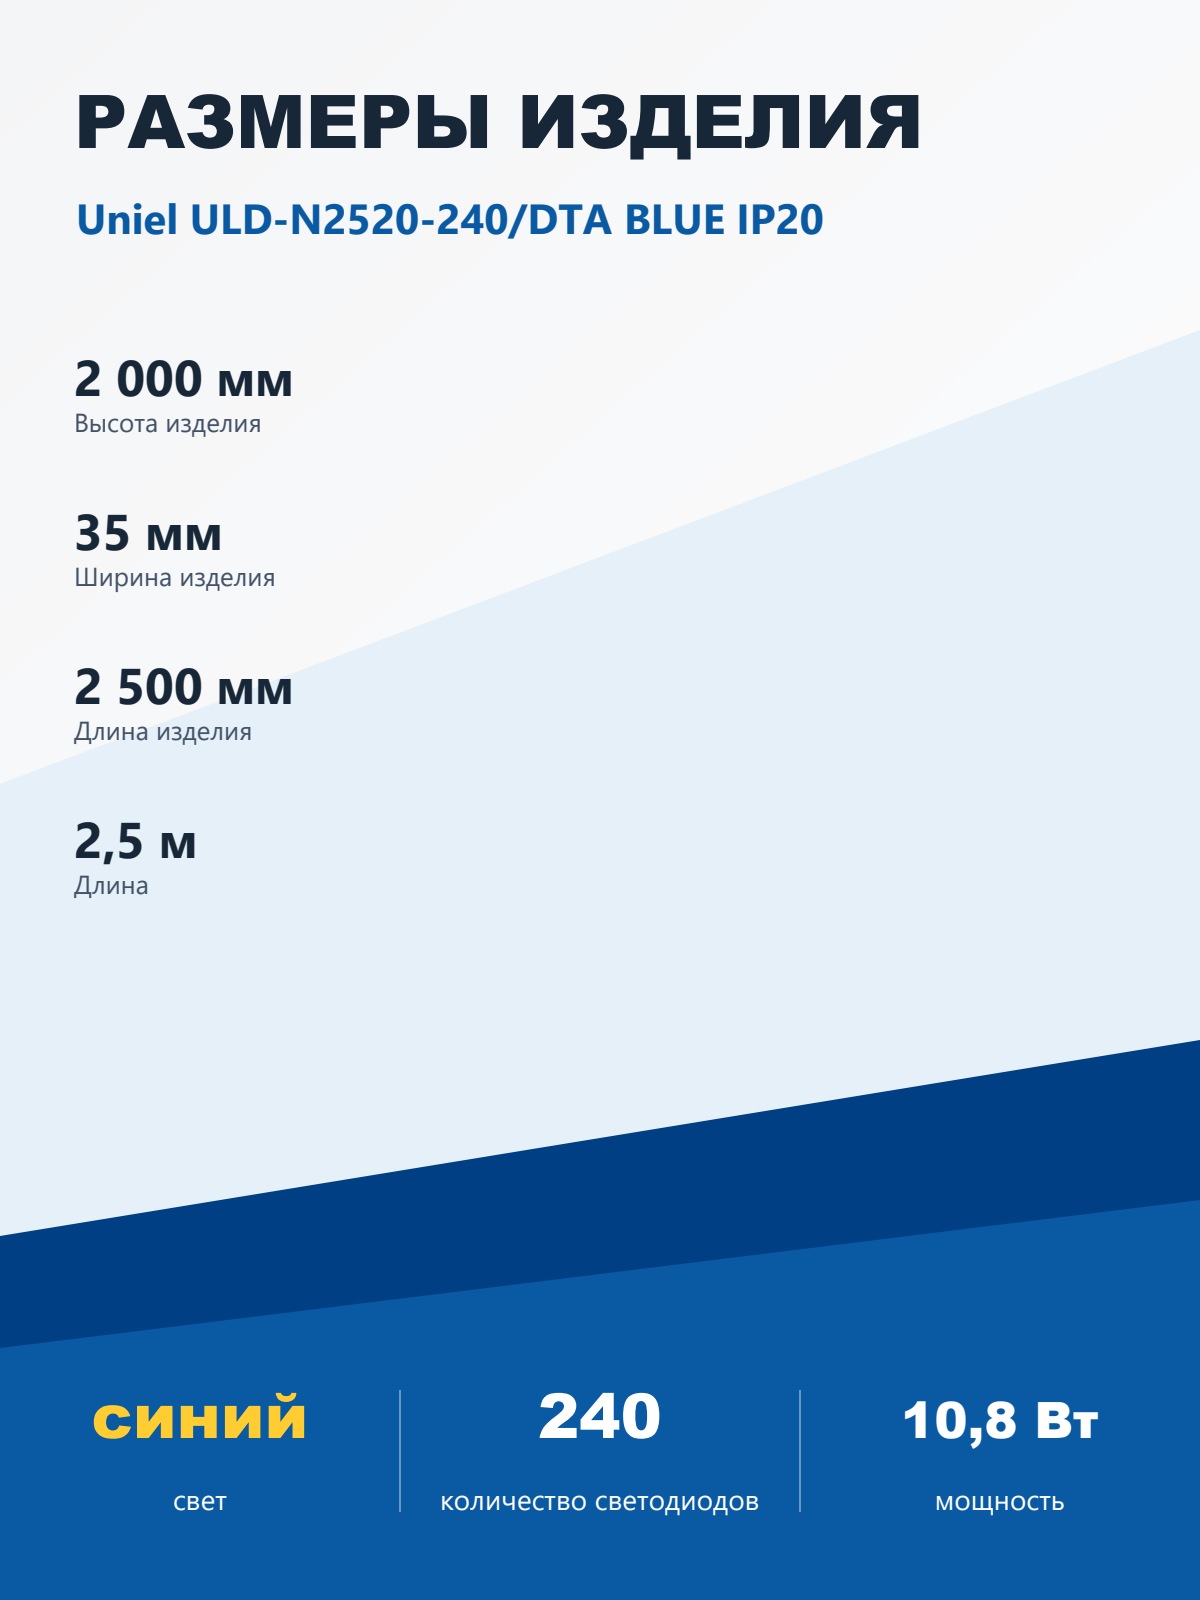 РАЗМЕРЫ ИЗДЕЛИЯ
Uniel ULD-N2520-240/DTA BLUE IP20
2 000 мм
Высота изделия
35 мм
Ширина изделия
2 500 мм
Длина изделия
2,5 м
Длина
синий
свет
240
количество светодиодов
10,8 Вт
мощность